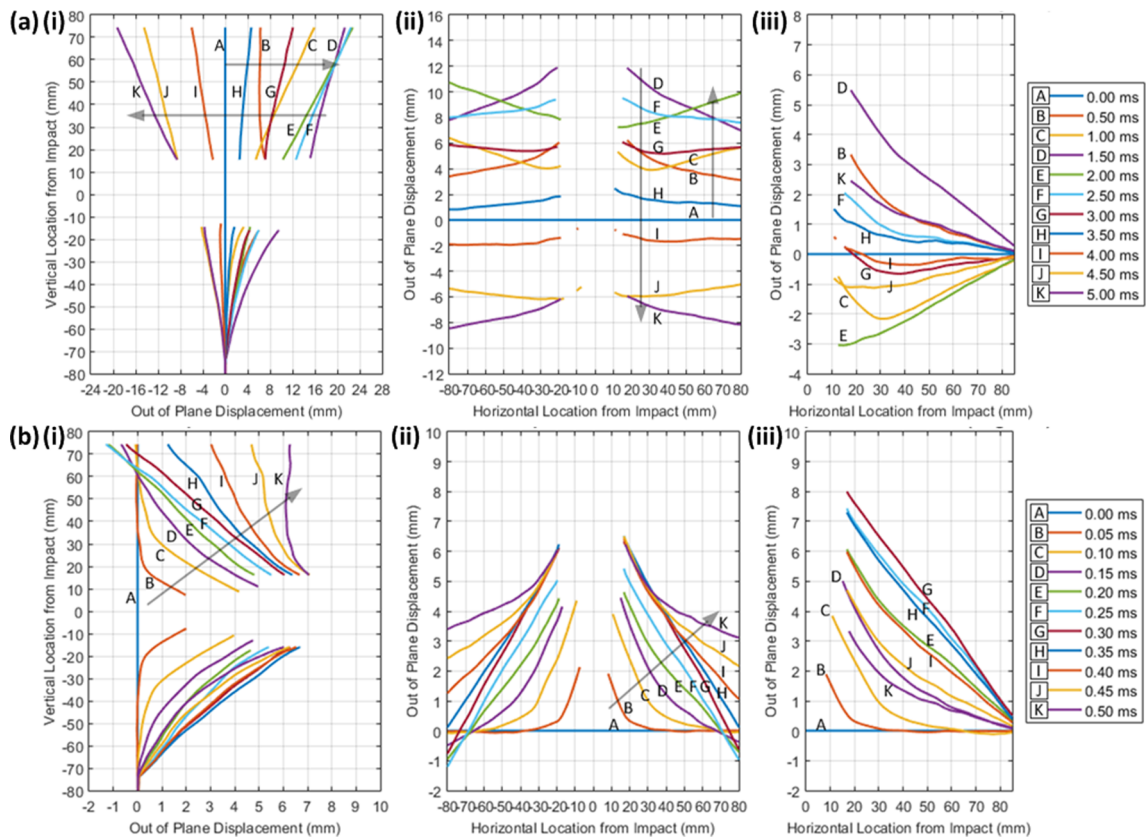 (a) (i)
80
70
60
50
40
30
20
10
0
-10
-20
-30
-40
-50
-60
-70
80
-24 -20 -16 -12 -8 -4 0 4 8 12 16 20 24 28
Vertical Location from Impact (mm)
Out of Plane Displacement (mm)
A B C D
K J I H G
E F
(ii)
16
14
12
10
8
6
4
2
0
-2
-4
-6
-8
-10
12
-80-70-60-50-40-30-20-10 0 10 20 30 40 50 60 70 80
Out of Plane Displacement (mm)
Horizontal Location from Impact (mm)
D
F
E
G
C
B
H
A
I
J
K
(iii)
8
7
6
5
4
3
2
1
0
-1
-2
-3
-4
0 10 20 30 40 50 60 70 80
Out of Plane Displacement (mm)
Horizontal Location from Impact (mm)
D
B
K
F
H
I
G
J
C
E
A 0.00 ms
B 0.50 ms
C 1.00 ms
D 1.50 ms
E 2.00 ms
F 2.50 ms
G 3.00 ms
H 3.50 ms
I 4.00 ms
J 4.50 ms
K 5.00 ms
(b) (i)
80
70
60
50
40
30
20
10
0
-10
-20
-30
-40
-50
-60
-70
80
-2 -1 0 1 2 3 4 5 6 7 8 9 10
Vertical Location from Impact (mm)
Out of Plane Displacement (mm)
H I J K
G
F
D E
C
B
A
(ii)
10
9
8
7
6
5
4
3
2
1
0
-1
-2
-80-70-60-50-40-30-20-10 0 10 20 30 40 50 60 70 80
Out of Plane Displacement (mm)
Horizontal Location from Impact (mm)
K
J
I
C D E F G H
B
A
(iii)
10
9
8
7
6
5
4
3
2
1
0
-1
-2
0 10 20 30 40 50 60 70 80
Out of Plane Displacement (mm)
Horizontal Location from Impact (mm)
D
G
F
C
H
E
B
J I
K
A
A 0.00 ms
B 0.05 ms
C 0.10 ms
D 0.15 ms
E 0.20 ms
F 0.25 ms
G 0.30 ms
H 0.35 ms
I 0.40 ms
J 0.45 ms
K 0.50 ms